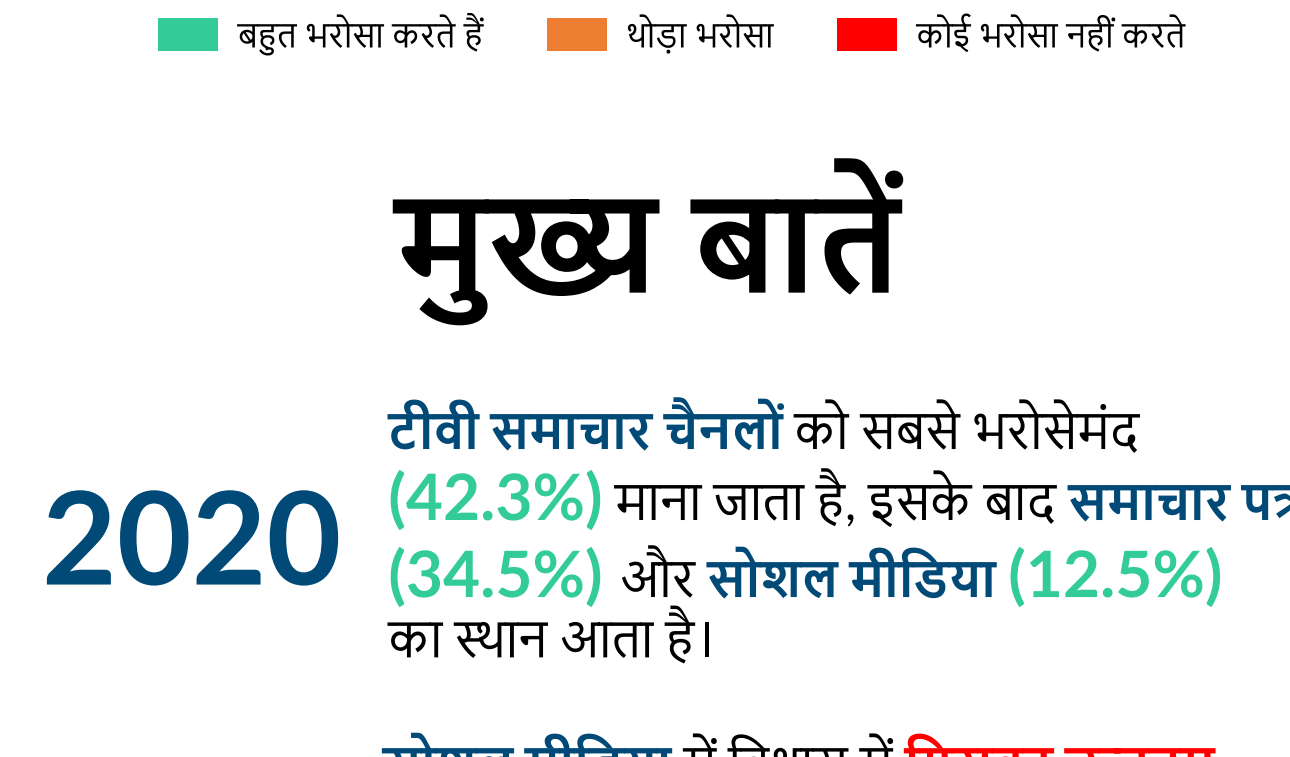 बहुत भरोसा करते हैं थोड़ा भरोसा कोई भरोसा नहीं करते
मुख्य बातें
टीवी समाचार चैनलों को सबसे भरोसेमंद
(42.3%) माना जाता है, इसके बाद समाचार
2020
(34.5%) और सोशल मीडिया (12.5%)
का स्थान आता है।
सोशल मीडिया में